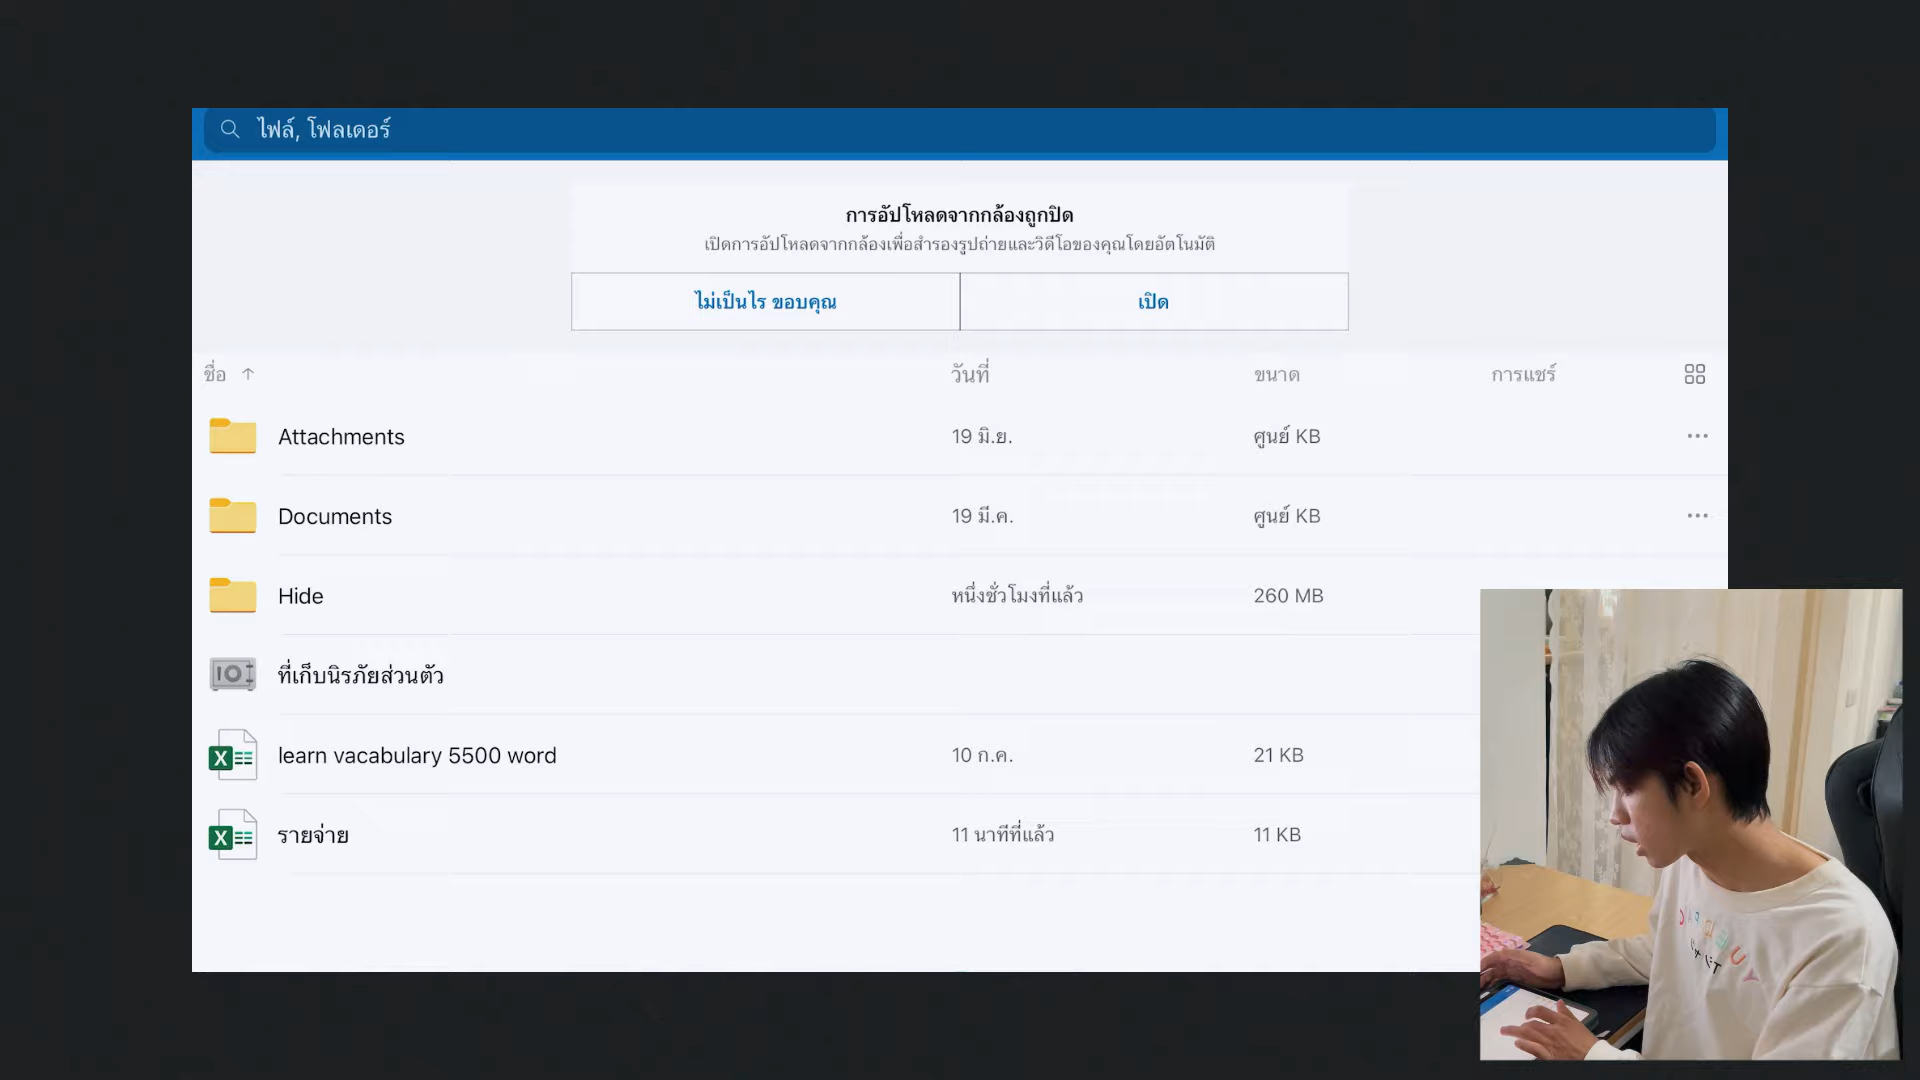 ไฟล์, โฟลเดอร์
การอัปโหลดจากกล้องถูกปิด
เปิดการอัปโหลดจากกล้องเพื่อสำรองรูปถ่ายและวิดีโอของคุณโดยอัตโนมัติ
ไม่เป็นไร ขอบคุณ เปิด
ชื่อ ↑ วันที่ ขนาด การแชร์
Attachments 19 มิ.ย. ศูนย์ KB
Documents 19 มี.ค. ศูนย์ KB
Hide หนึ่งชั่วโมงที่แล้ว 260 MB
ที่เก็บนิรภัยส่วนตัว
learn vacabulary 5500 word 10 ก.ค. 21 KB
รายจ่าย 11 นาทีที่แล้ว 11 KB